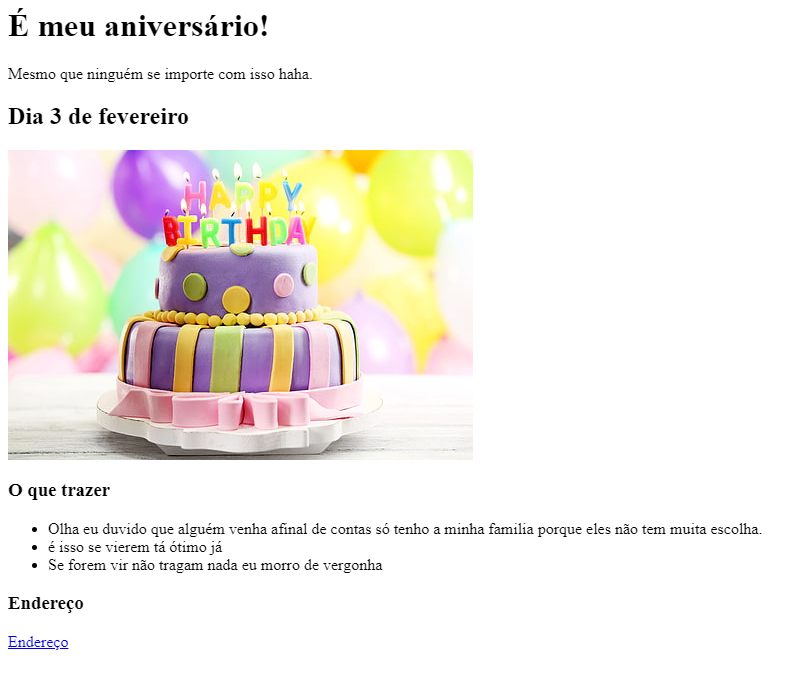 É meu aniversário!
Mesmo que ninguém se importe com isso haha.
Dia 3 de fevereiro
HAPPY
BIRTHDAY
O que trazer
Olha eu duvido que alguém venha afinal de contas só tenho a minha familia porque eles não tem muita escolha.
é isso se vierem tá ótimo já
Se forem vir não tragam nada eu morro de vergonha
Endereço
Endereço